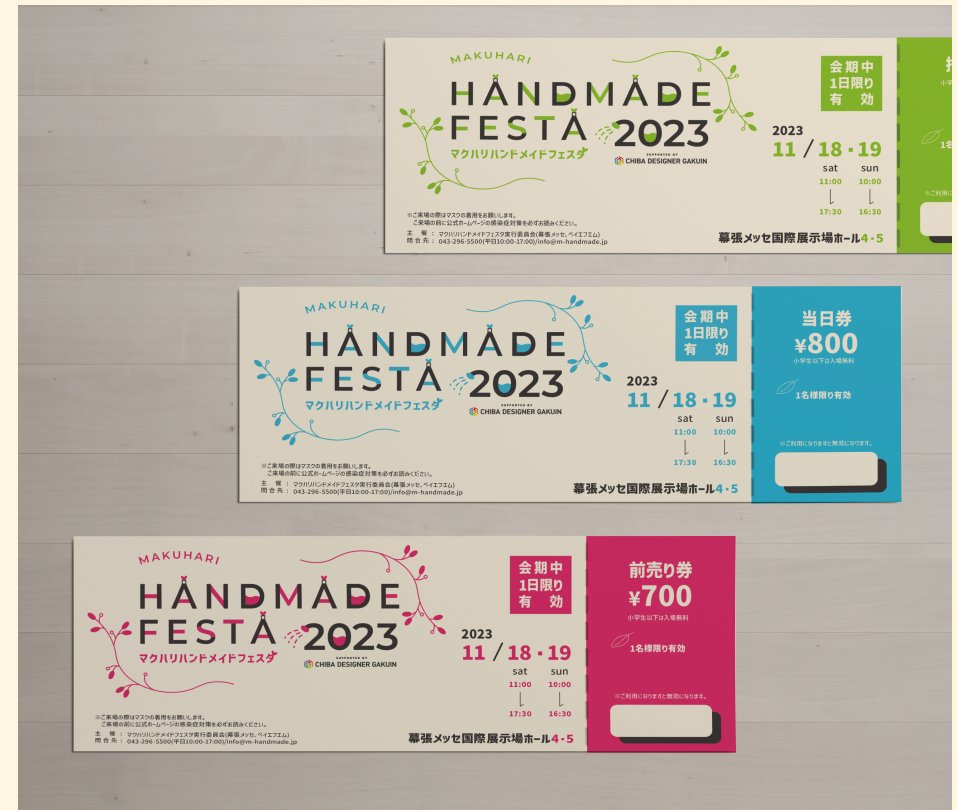 MAKUHARI
HANDMADE
FESTA 2023
マクハリハンドメイドフェスタ
SUPPORTED BY
CHIBA DESIGNER GAKUIN
※ご来場の際はマスクの着用をお願いします。
ご来場の前に公式ホームページの感染症対策を必ずお読みください。
主 催 : マクハリハンドメイドフェスタ実行委員会(幕張メッセ、ベイエフエム)
問合先 : 043-296-5500(平日10:00-17:00)/info@m-handmade.jp
会期中
1日限り
有 効
2023
11/18・19
sat sun
11:00 10:00
17:30 16:30
幕張メッセ国際展示場ホール4・5
小学
1名
※ご利用に
MAKUHARI
HANDMADE
FESTA 2023
マクハリハンドメイドフェスタ
SUPPORTED BY
CHIBA DESIGNER GAKUIN
※ご来場の際はマスクの着用をお願いします。
ご来場の前に公式ホームページの感染症対策を必ずお読みください。
主 催 : マクハリハンドメイドフェスタ実行委員会(幕張メッセ、ベイエフエム)
問合先 : 043-296-5500(平日10:00-17:00)/info@m-handmade.jp
会期中
1日限り
有 効
2023
11/18・19
sat sun
11:00 10:00
17:30 16:30
幕張メッセ国際展示場ホール4・5
当日券
¥800
小学生以下は入場無料
1名様限り有効
※ご利用になりますと無効になります。
MAKUHARI
HANDMADE
FESTA 2023
マクハリハンドメイドフェスタ
SUPPORTED BY
CHIBA DESIGNER GAKUIN
※ご来場の際はマスクの着用をお願いします。
ご来場の前に公式ホームページの感染症対策を必ずお読みください。
主 催 : マクハリハンドメイドフェスタ実行委員会(幕張メッセ、ベイエフエム)
問合先 : 043-296-5500(平日10:00-17:00)/info@m-handmade.jp
会期中
1日限り
有 効
2023
11/18・19
sat sun
11:00 10:00
17:30 16:30
幕張メッセ国際展示場ホール4・5
前売り券
¥700
小学生以下は入場無料
1名様限り有効
※ご利用になりますと無効になります。